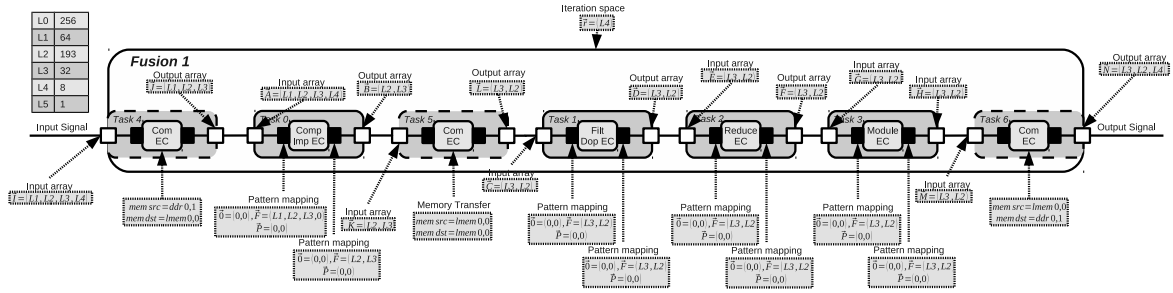 Iteration space
r⃗=[L4]
L0 256
L1 64
L2 193
L3 32
L4 8
L5 1
Fusion 1
Output array
J=[L1,L2,L3]
Input array
A=[L1,L2,L3,L4]
Output array
B=[L2,L3]
Output array
L=[L3,L2]
Output array
D=[L3,L2]
Input array
E=[L3,L2]
Output array
F=[L3,L2]
Input array
G=[L3,L2]
Output array
H=[L3,L2]
Output array
N=[L3,L2,L4]
Task 4
Com
EC
Task 0
Comp
Imp EC
Task 5
Com
EC
Task 1
Filt
Dop EC
Task 2
Reduce
EC
Task 3
Module
EC
Task 6
Com
EC
Input Signal
Output Signal
Input array
I=[L1,L2,L3,L4]
mem src=ddr 0,1
mem dst=lmem 0,0
Pattern mapping
0⃗=[0,0],F⃗=[L1,L2,L3,0]
P⃗=[0,0]
Pattern mapping
0⃗=[0,0],F⃗=[L2,L3]
P⃗=[0,0]
Input array
K=[L2,L3]
Memory Transfer
mem src=lmem 0,0
mem dst=lmem 0,0
Input array
C=[L3,L2]
Pattern mapping
0⃗=[0,0],F⃗=[L3,L2]
P⃗=[0,0]
Pattern mapping
0⃗=[0,0],F⃗=[L3,L2]
P⃗=[0,0]
Pattern mapping
0⃗=[0,0],F⃗=[L3,L2]
P⃗=[0,0]
Pattern mapping
0⃗=[0,0],F⃗=[L3,L2]
P⃗=[0,0]
Pattern mapping
0⃗=[0,0],F⃗=[L3,L2]
P⃗=[0,0]
Pattern mapping
0⃗=[0,0],F⃗=[L3,L2]
P⃗=[0,0]
Input array
M=[L3,L2]
mem src=lmem 0,0
mem dst=ddr 0,1